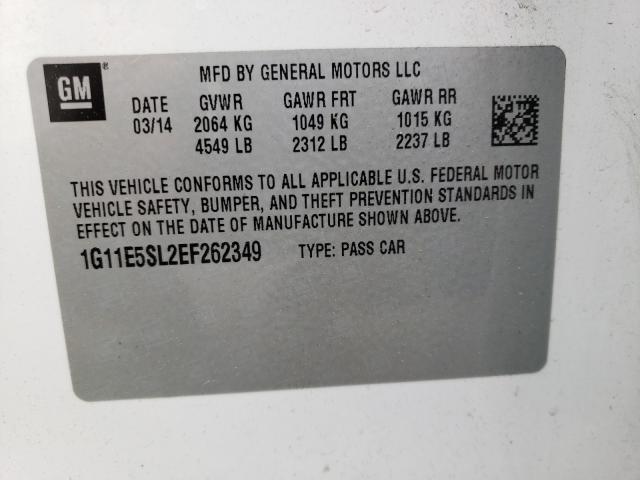 GM
®
MFD BY GENERAL MOTORS LLC
DATE GVWR GAWR FRT GAWR RR
03/14 2064 KG 1049 KG 1015 KG
4549 LB 2312 LB 2237 LB
THIS VEHICLE CONFORMS TO ALL APPLICABLE U.S. FEDERAL MOTOR
VEHICLE SAFETY, BUMPER, AND THEFT PREVENTION STANDARDS IN
EFFECT ON THE DATE OF MANUFACTURE SHOWN ABOVE.
1G11E5SL2EF262349 TYPE: PASS CAR